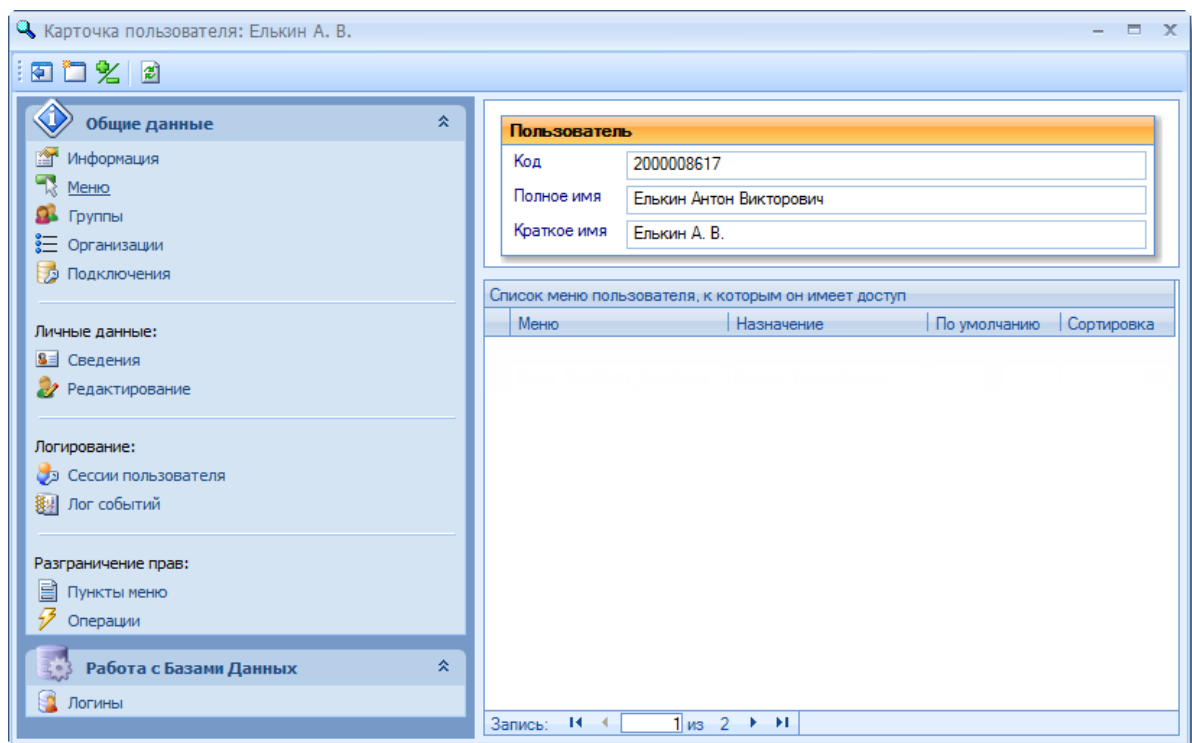 Карточка пользователя: Елькин А. В.
Общие данные
Информация
Меню
Группы
Организации
Подключения
Личные данные:
Сведения
Редактирование
Логирование:
Сессии пользователя
Лог событий
Разграничение прав:
Пункты меню
Операции
Работа с Базами Данных
Логины
Пользователь
Код 2000008617
Полное имя Елькин Антон Викторович
Краткое имя Елькин А. В.
Список меню пользователя, к которым он имеет доступ
Меню Назначение По умолчанию Сортировка
Запись: 1 из 2